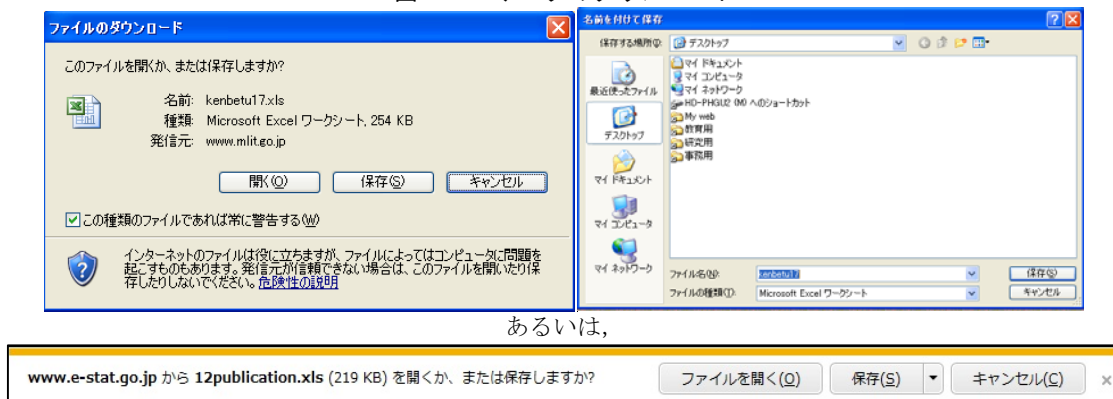 ファイルのダウンロード
このファイルを開くか、または保存しますか?
名前: kenbetu17.xls
種類: Microsoft Excel ワークシート, 254 KB
発信元: www.mlit.go.jp
開く(O)
保存(S)
キャンセル
この種類のファイルであれば常に警告する(W)
インターネットのファイルは役に立ちますが、ファイルによってはコンピュータに問題を
起こすものもあります。発信元が信頼できない場合は、このファイルを開いたり保
存したりしないでください。危険性の説明
名前を付けて保存
保存する場所(I):
デスクトップ
最近使ったファイル
デスクトップ
マイ ドキュメント
マイ コンピュータ
マイ ネットワーク
マイ ドキュメント
マイ コンピュータ
マイ ネットワーク
HD-PHGU2 (M) へのショートカット
My web
教育用
研究用
事務用
ファイル名(N):
kenbetu17
保存(S)
ファイルの種類(T):
Microsoft Excel ワークシート
キャンセル
あるいは,
www.e-stat.go.jp から 12publication.xls (219 KB) を開くか、または保存しますか?
ファイルを開く(O)
保存(S)
キャンセル(C)